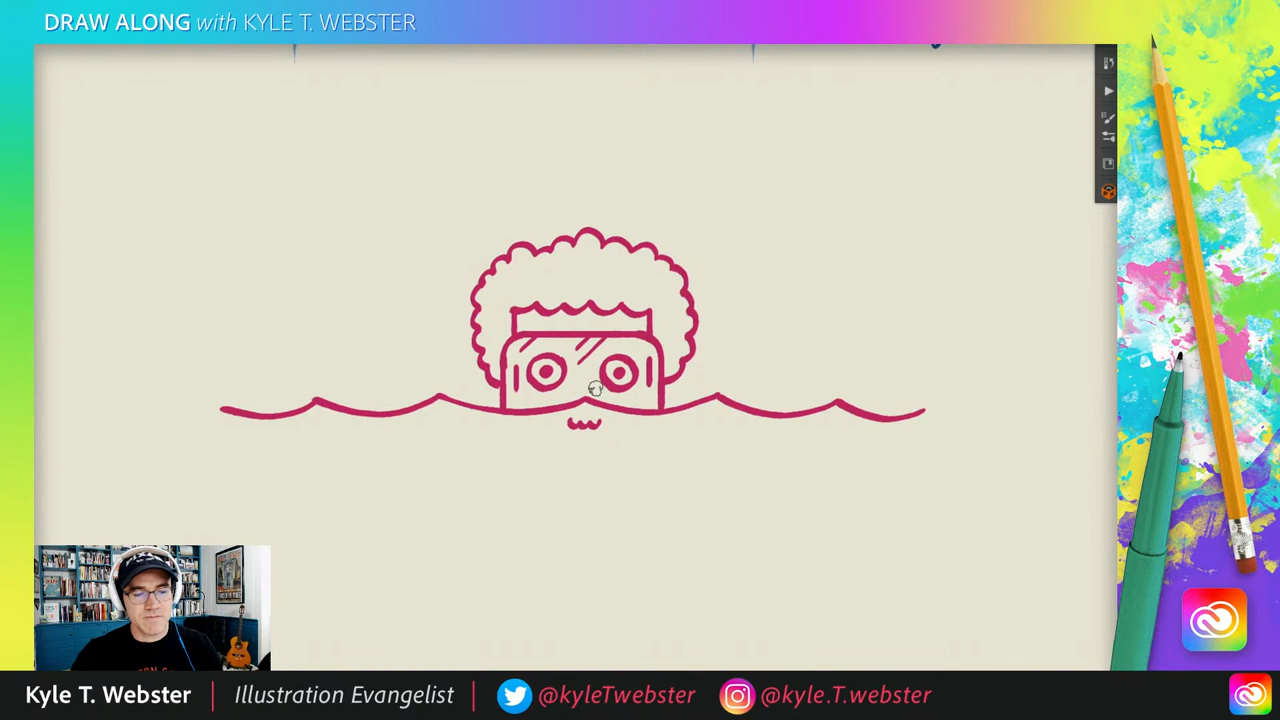 DRAW ALONG with KYLE T. WEBSTER
Kyle T. Webster | Illustration Evangelist | @kyleTwebster @kyle.T.webster